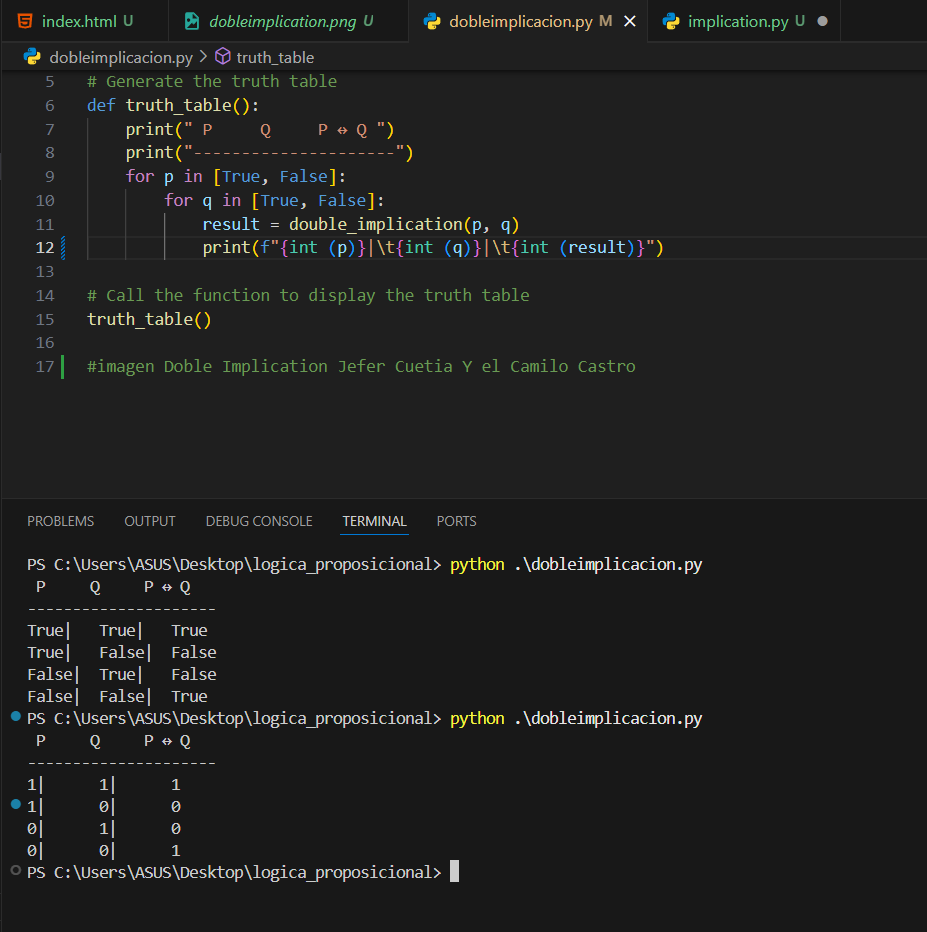 index.html U dobleimplication.png U dobleimplicacion.py M × implication.py U ●
dobleimplicacion.py > truth_table
5 # Generate the truth table
6 def truth_table():
7     print(" P     Q     P ↔ Q ")
8     print("---------------------")
9     for p in [True, False]:
10         for q in [True, False]:
11             result = double_implication(p, q)
12             print(f"{int (p)}|\t{int (q)}|\t{int (result)}")
13
14 # Call the function to display the truth table
15 truth_table()
16
17 #imagen Doble Implication Jefer Cuetia Y el Camilo Castro
PROBLEMS OUTPUT DEBUG CONSOLE TERMINAL PORTS
PS C:\Users\ASUS\Desktop\logica_proposicional> python .\dobleimplicacion.py
 P     Q     P ↔ Q
---------------------
True|   True|   True
True|   False|  False
False|  True|   False
False|  False|  True
PS C:\Users\ASUS\Desktop\logica_proposicional> python .\dobleimplicacion.py
 P     Q     P ↔ Q
---------------------
1|      1|      1
1|      0|      0
0|      1|      0
0|      0|      1
PS C:\Users\ASUS\Desktop\logica_proposicional>